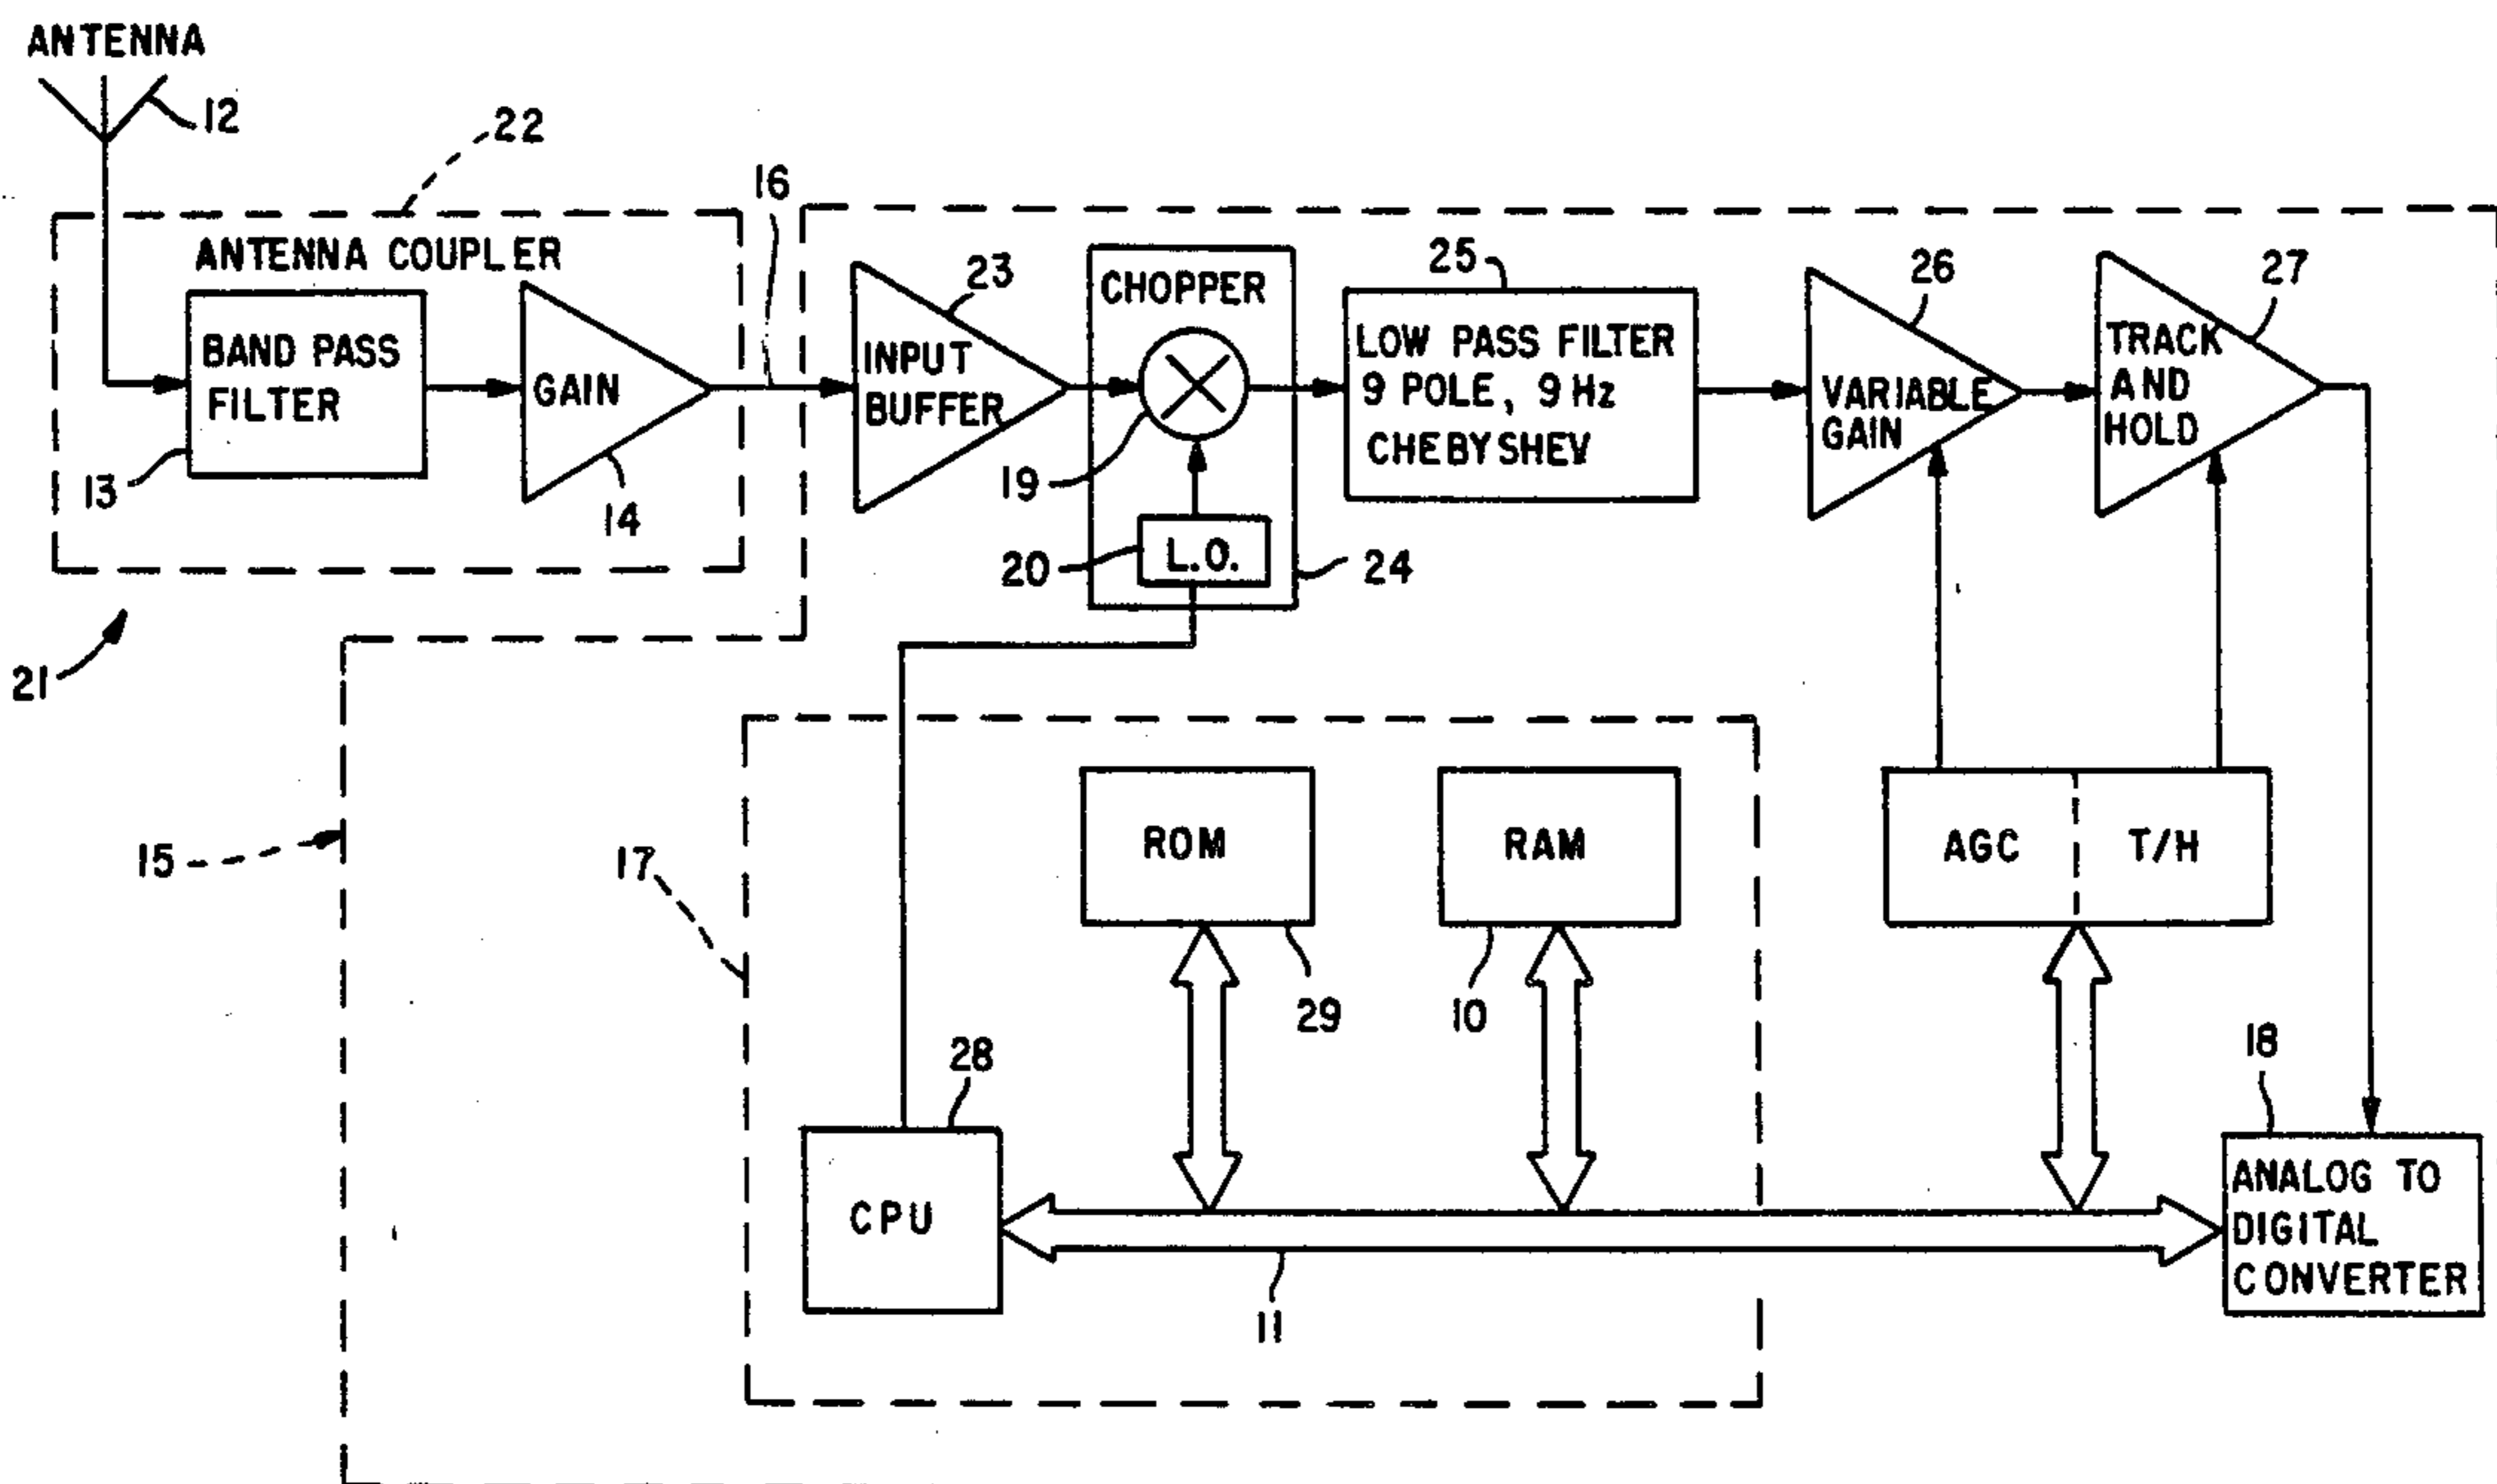 ANTENNA
12
22
16
ANTENNA COUPLER
BAND PASS
FILTER
13
GAIN
14
INPUT
BUFFER
23
CHOPPER
19
L.O.
20
24
25
LOW PASS FILTER
9 POLE, 9 Hz
CHEBYSHEV
26
VARIABLE
GAIN
27
TRACK
AND
HOLD
21
15
17
ROM
29
RAM
10
AGC
T/H
28
CPU
11
18
ANALOG TO
DIGITAL
CONVERTER